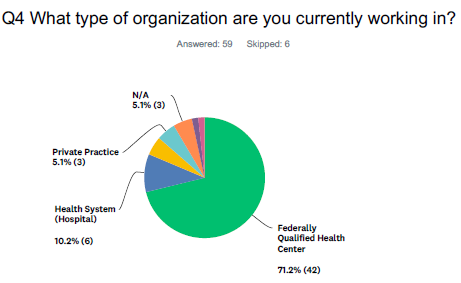 Q4 What type of organization are you currently working in?
Answered: 59 Skipped: 6
N/A
5.1% (3)
Private Practice
5.1% (3)
Health System
(Hospital)
10.2% (6)
Federally
Qualified Health
Center
71.2% (42)